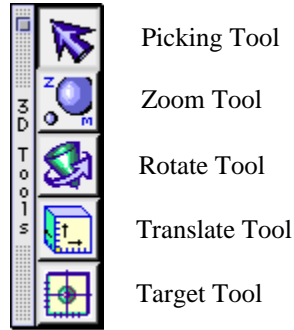 3D Tools
Picking Tool
Z M
Zoom Tool
Rotate Tool
Translate Tool
Target Tool